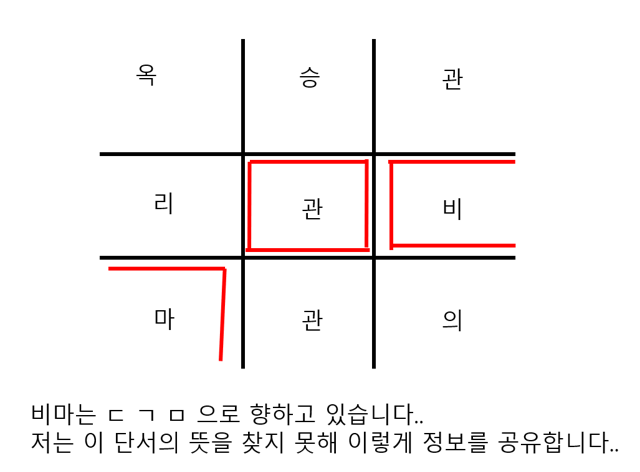 옥 승 관
리 관 비
마 관 의
비마는 ㄷ ㄱ ㅁ 으로 향하고 있습니다..
저는 이 단서의 뜻을 찾지 못해 이렇게 정보를 공유합니다..